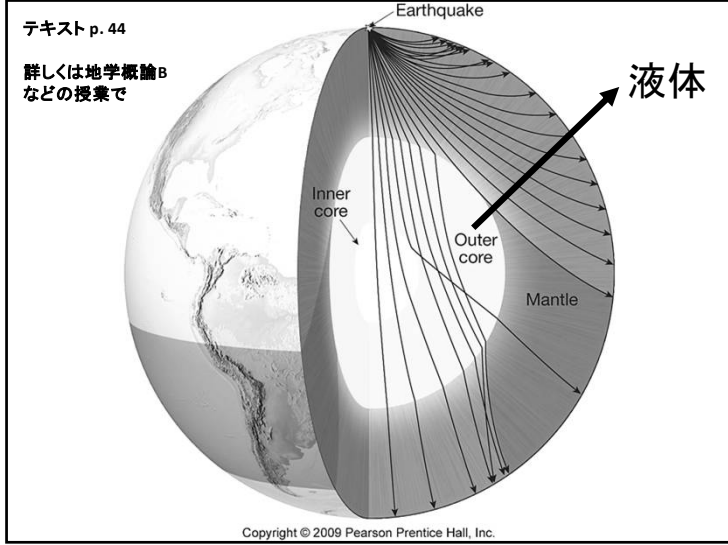 テキスト p. 44
詳しくは地学概論B
などの授業で
Earthquake
液体
Inner
core
Outer
core
Mantle
Copyright © 2009 Pearson Prentice Hall, Inc.